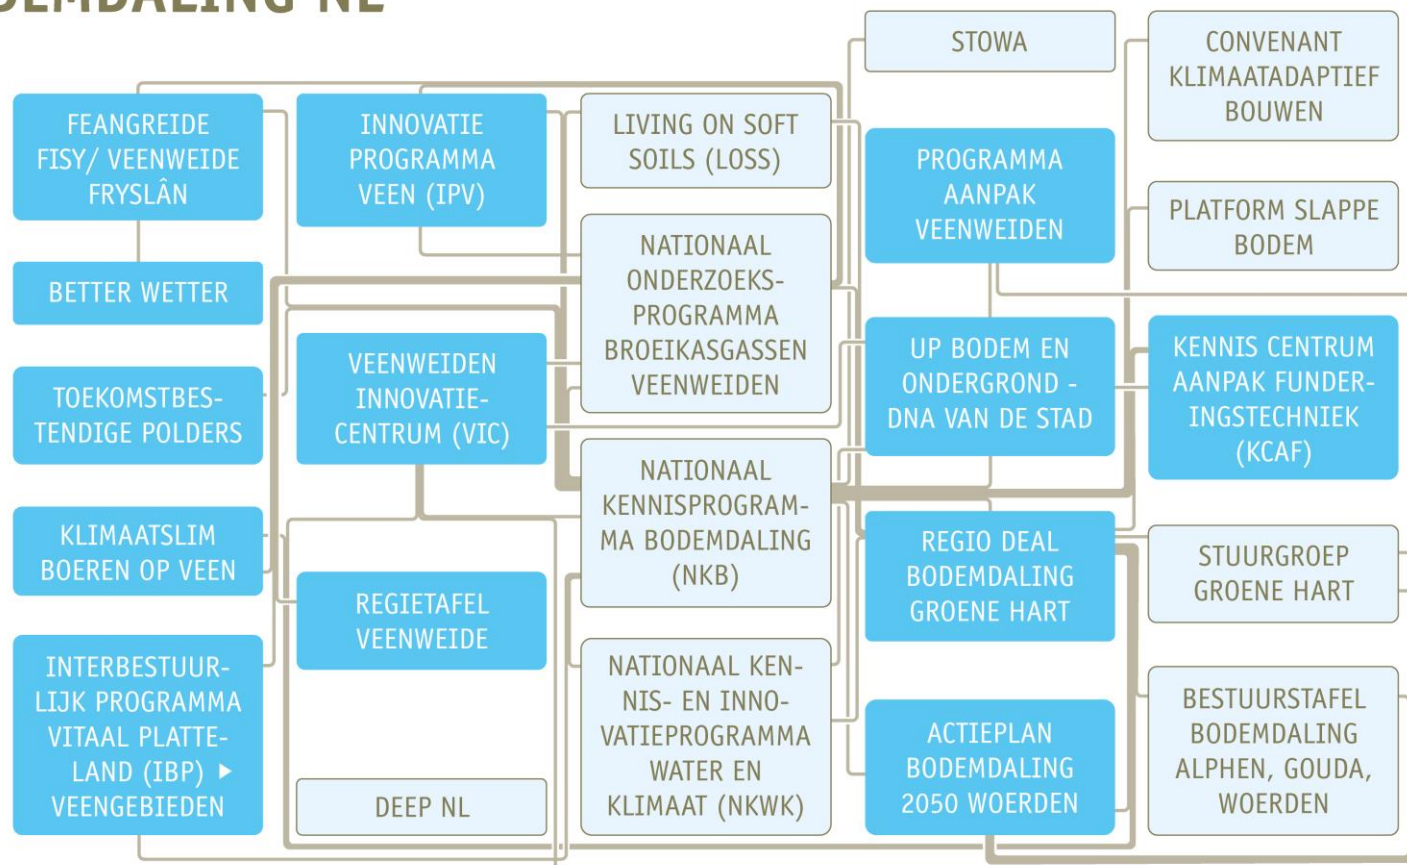 BODEMDALING NL
FEANGREIDE
FISY/ VEENWEIDE
FRYSLÂN
BETTER WETTER
TOEKOMSTBES-
TENDIGE POLDERS
KLIMAATSLIM
BOEREN OP VEEN
INTERBESTUUR-
LIJK PROGRAMMA
VITAAL PLATTE-
LAND (IBP) ▶
VEENGEBIEDEN
INNOVATIE
PROGRAMMA
VEEN (IPV)
VEENWEIDEN
INNOVATIE-
CENTRUM (VIC)
REGIETAFEL
VEENWEIDE
DEEP NL
LIVING ON SOFT
SOILS (LOSS)
NATIONAAL
ONDERZOEKS-
PROGRAMMA
BROEIKASGASSEN
VEENWEIDEN
NATIONAAL
KENNISPROGRAM-
MA BODEMDALING
(NKB)
NATIONAAL KEN-
NIS- EN INNO-
VATIEPROGRAMMA
WATER EN
KLIMAAT (NKWK)
STOWA
PROGRAMMA
AANPAK
VEENWEIDEN
UP BODEM EN
ONDERGROND -
DNA VAN DE STAD
REGIO DEAL
BODEMDALING
GROENE HART
ACTIEPLAN
BODEMDALING
2050 WOERDEN
CONVENANT
KLIMAATADAPTIEF
BOUWEN
PLATFORM SLAPPE
BODEM
KENNIS CENTRUM
AANPAK FUNDER-
INGSTECHNIEK
(KCAF)
STUURGROEP
GROENE HART
BESTUURSTAFEL
BODEMDALING
ALPHEN, GOUDA,
WOERDEN